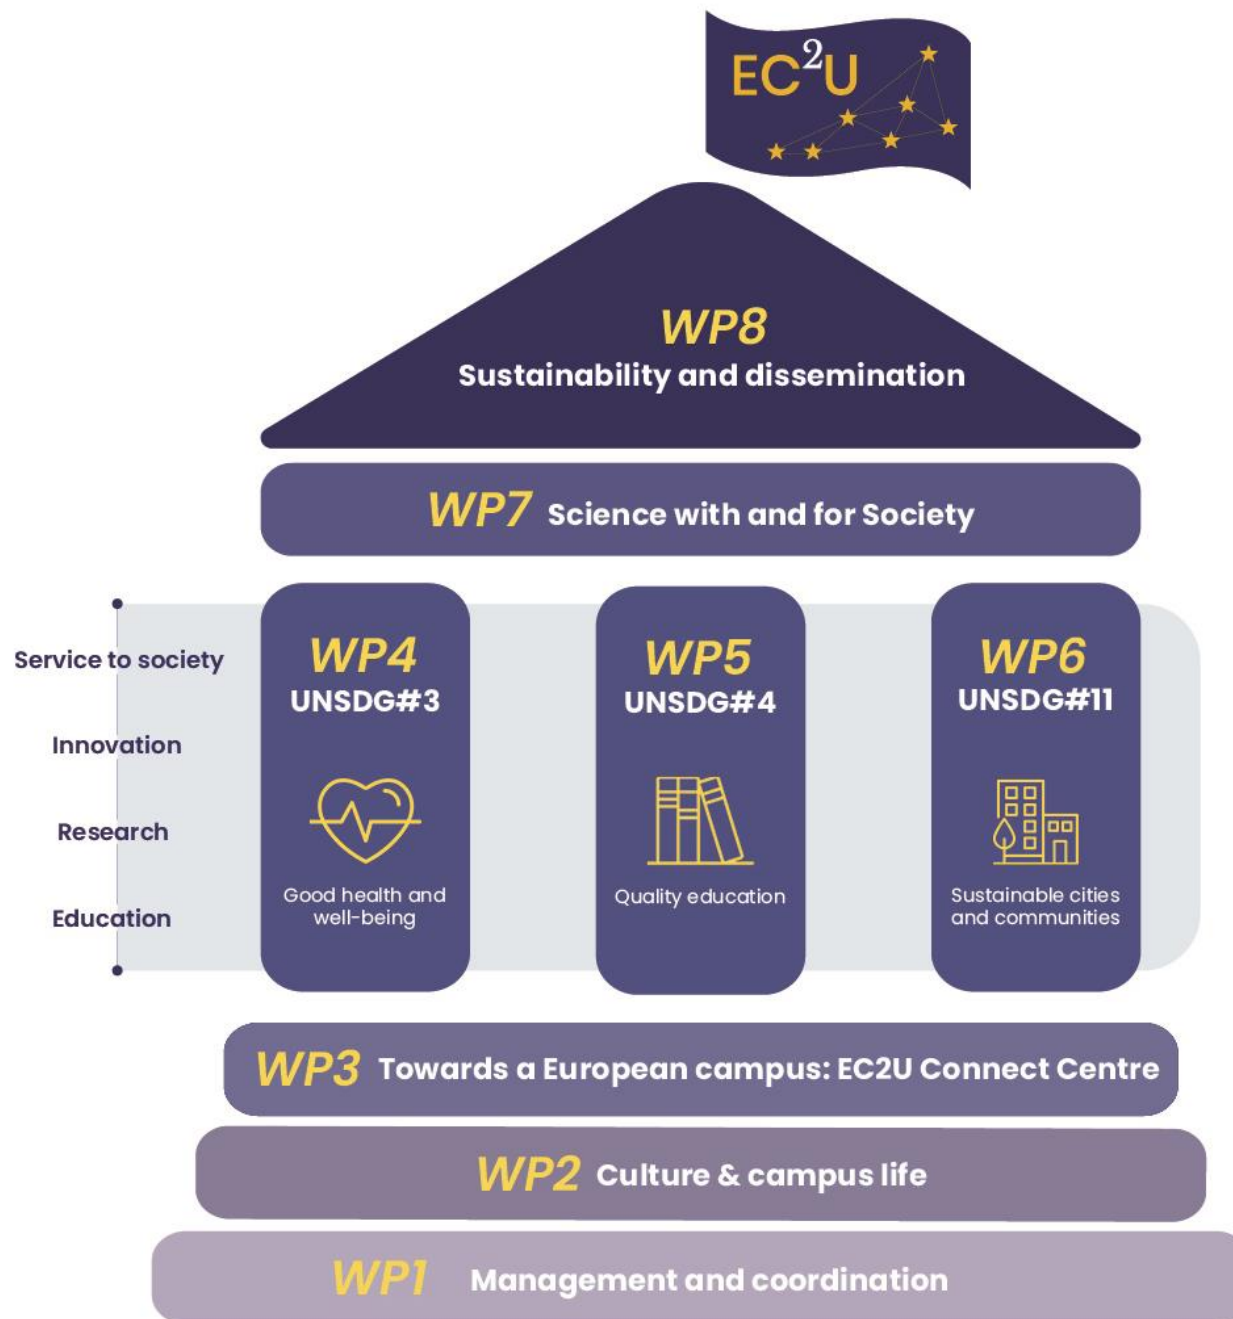 EC²U
WP8
Sustainability and dissemination
WP7 Science with and for Society
Service to society
Innovation
Research
Education
WP4
UNSDG#3
Good health and
well-being
WP5
UNSDG#4
Quality education
WP6
UNSDG#11
Sustainable cities
and communities
WP3 Towards a European campus: EC2U Connect Centre
WP2 Culture & campus life
WP1 Management and coordination